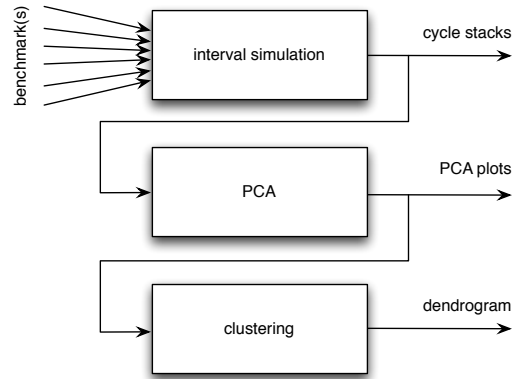 benchmark(s)
interval simulation
cycle stacks
PCA
PCA plots
clustering
dendrogram